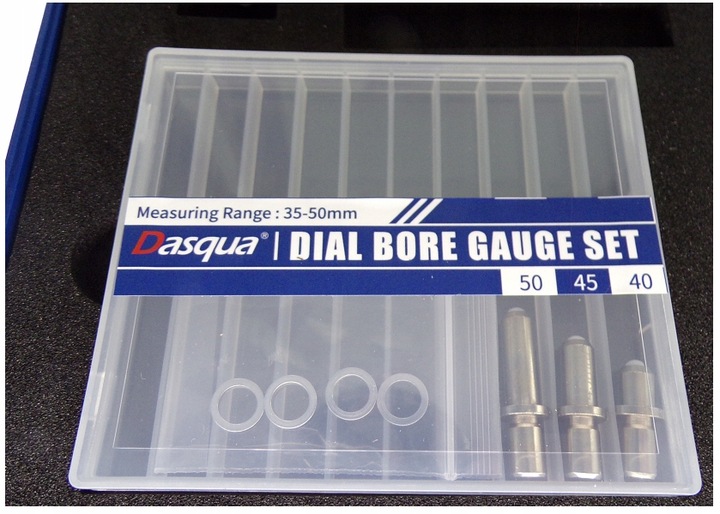 Measuring Range : 35-50mm
Dasqua® | DIAL BORE GAUGE SET
50 45 40